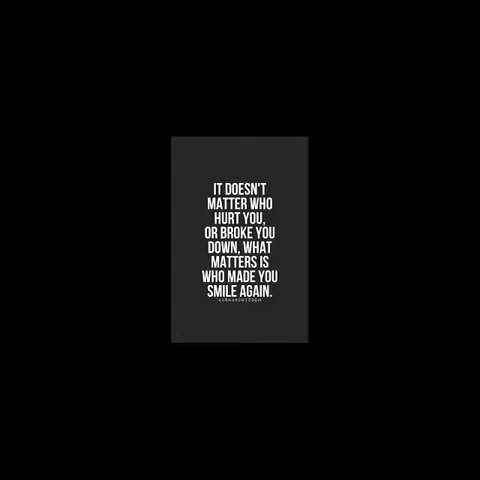 IT DOESN'T
MATTER WHO
HURT YOU,
OR BROKE YOU
DOWN, WHAT
MATTERS IS
WHO MADE YOU
SMILE AGAIN.